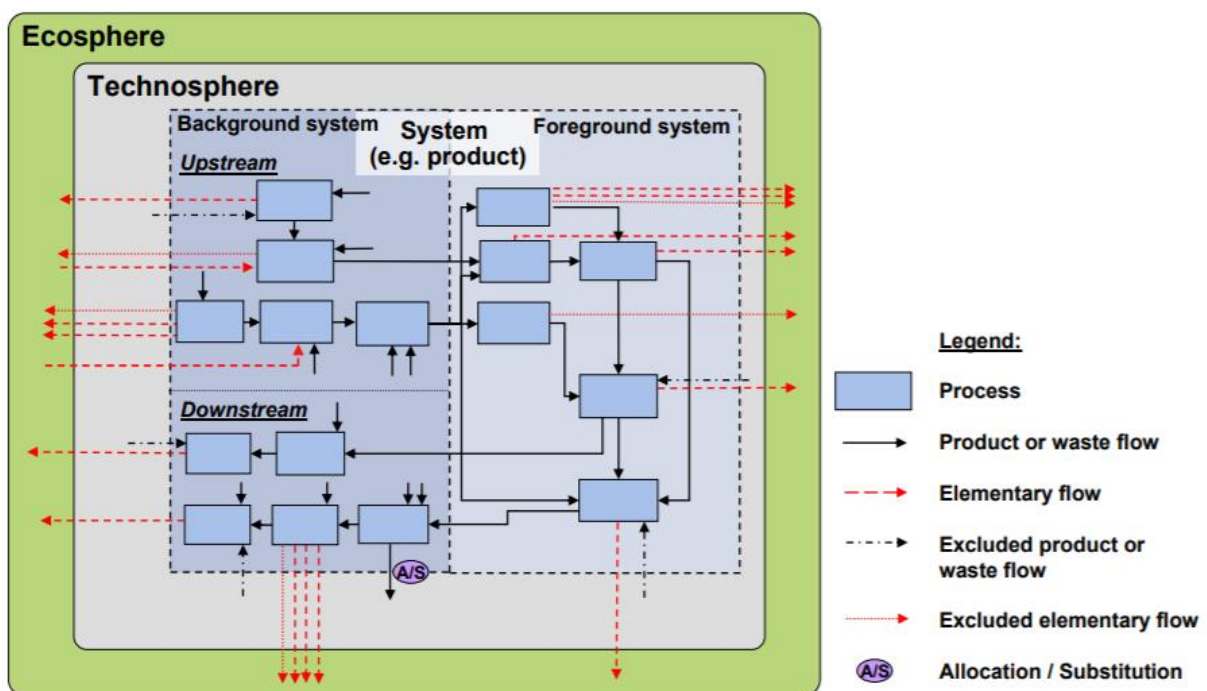 Ecosphere
Technosphere
Background system
System
(e.g. product)
Foreground system
Upstream
Downstream
A/S
Legend:
Process
Product or waste flow
Elementary flow
Excluded product or
waste flow
Excluded elementary flow
A/S
Allocation / Substitution